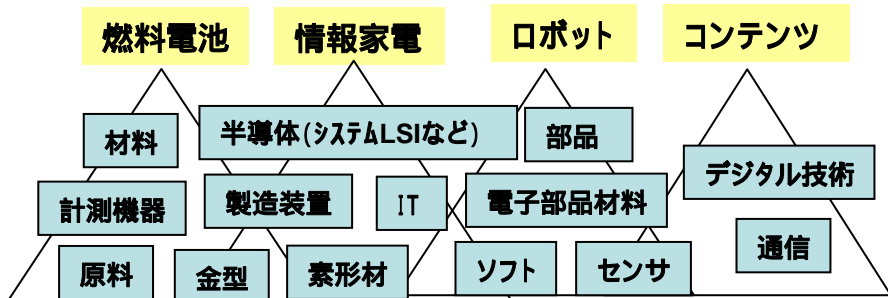 燃料電池
情報家電
ロボット
コンテンツ
材料
半導体(システムLSIなど)
部品
デジタル技術
計測機器
製造装置
IT
電子部品材料
通信
原料
金型
素形材
ソフト
センサ